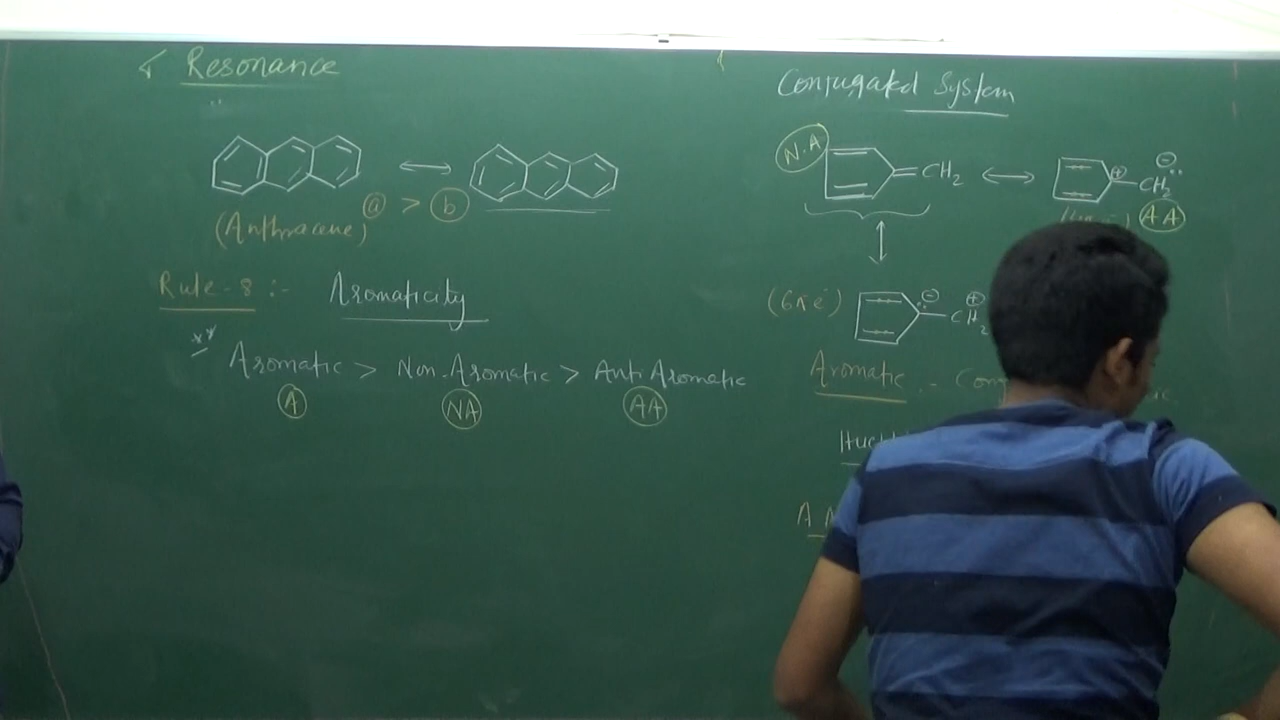 Resonance
(Anthracene) a > b
Rule-8 :- Aromaticity
Aromatic > Non-Aromatic > Anti Aromatic
A NA AA
Conjugated System
N.A =CH2 ⊕ CH2 ⊖
AA
(6πe⁻) ⊖ CH2 ⊕
Aromatic :-